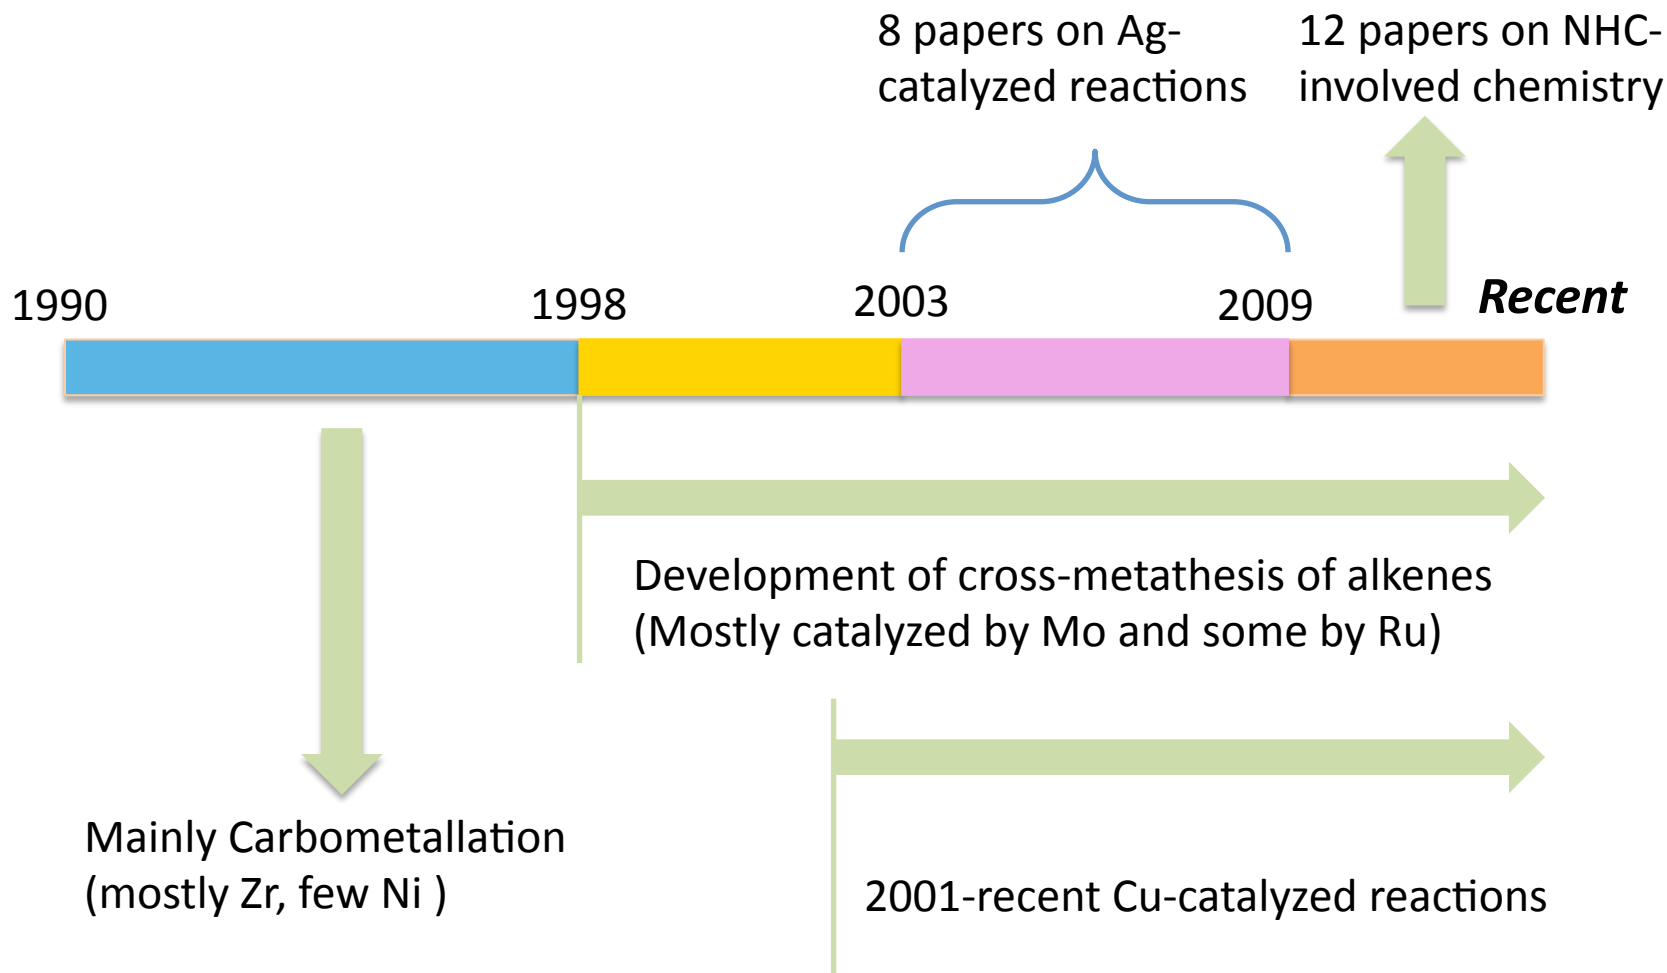 8 papers on Ag-
catalyzed reactions
12 papers on NHC-
involved chemistry
1990
1998
2003
2009
Recent
Development of cross-metathesis of alkenes
(Mostly catalyzed by Mo and some by Ru)
Mainly Carbometallation
(mostly Zr, few Ni )
2001-recent Cu-catalyzed reactions